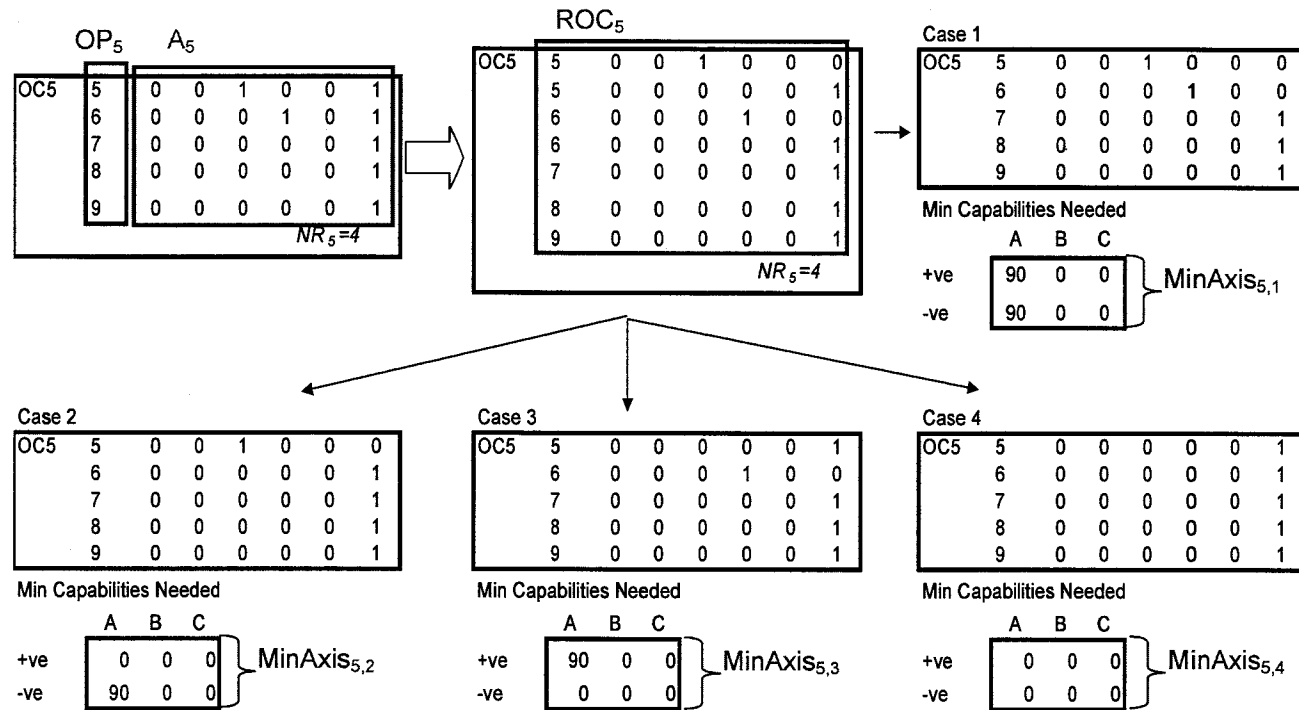 OP5 A5
OC5 5 0 0 1 0 0 1
6 0 0 0 1 0 1
7 0 0 0 0 0 1
8 0 0 0 0 0 1
9 0 0 0 0 0 1
NR5=4
ROC5
OC5 5 0 0 1 0 0 0
5 0 0 0 0 0 1
6 0 0 0 1 0 0
6 0 0 0 0 0 1
7 0 0 0 0 0 1
8 0 0 0 0 0 1
9 0 0 0 0 0 1
NR5=4
Case 1
OC5 5 0 0 1 0 0 0
6 0 0 0 1 0 0
7 0 0 0 0 0 1
8 0 0 0 0 0 1
9 0 0 0 0 0 1
Min Capabilities Needed
A B C
+ve 90 0 0
-ve 90 0 0
MinAxis5,1
Case 2
OC5 5 0 0 1 0 0 0
6 0 0 0 0 0 1
7 0 0 0 0 0 1
8 0 0 0 0 0 1
9 0 0 0 0 0 1
Min Capabilities Needed
A B C
+ve 0 0 0
-ve 90 0 0
MinAxis5,2
Case 3
OC5 5 0 0 0 0 0 1
6 0 0 0 1 0 0
7 0 0 0 0 0 1
8 0 0 0 0 0 1
9 0 0 0 0 0 1
Min Capabilities Needed
A B C
+ve 90 0 0
-ve 0 0 0
MinAxis5,3
Case 4
OC5 5 0 0 0 0 0 1
6 0 0 0 0 0 1
7 0 0 0 0 0 1
8 0 0 0 0 0 1
9 0 0 0 0 0 1
Min Capabilities Needed
A B C
+ve 0 0 0
-ve 0 0 0
MinAxis5,4